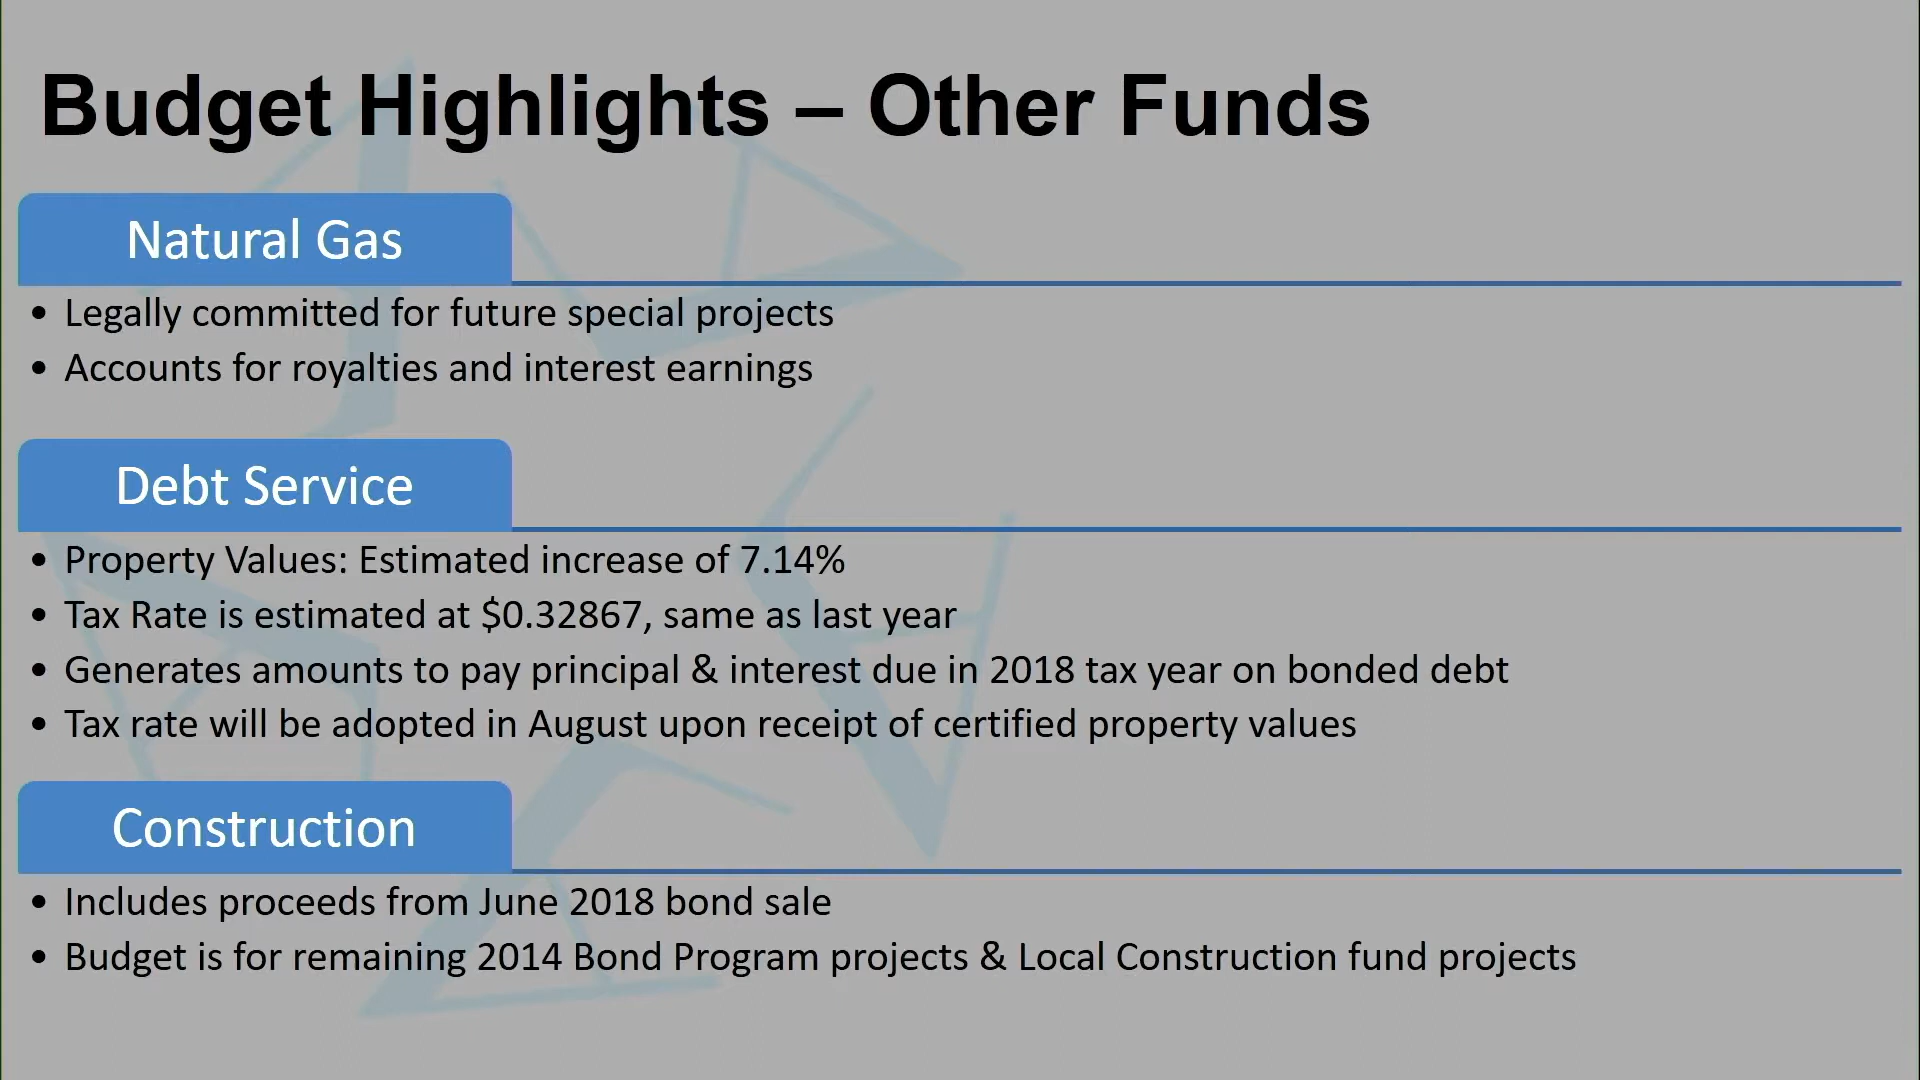 Budget Highlights – Other Funds
Natural Gas
• Legally committed for future special projects
• Accounts for royalties and interest earnings
Debt Service
• Property Values: Estimated increase of 7.14%
• Tax Rate is estimated at $0.32867, same as last year
• Generates amounts to pay principal & interest due in 2018 tax year on bonded debt
• Tax rate will be adopted in August upon receipt of certified property values
Construction
• Includes proceeds from June 2018 bond sale
• Budget is for remaining 2014 Bond Program projects & Local Construction fund projects